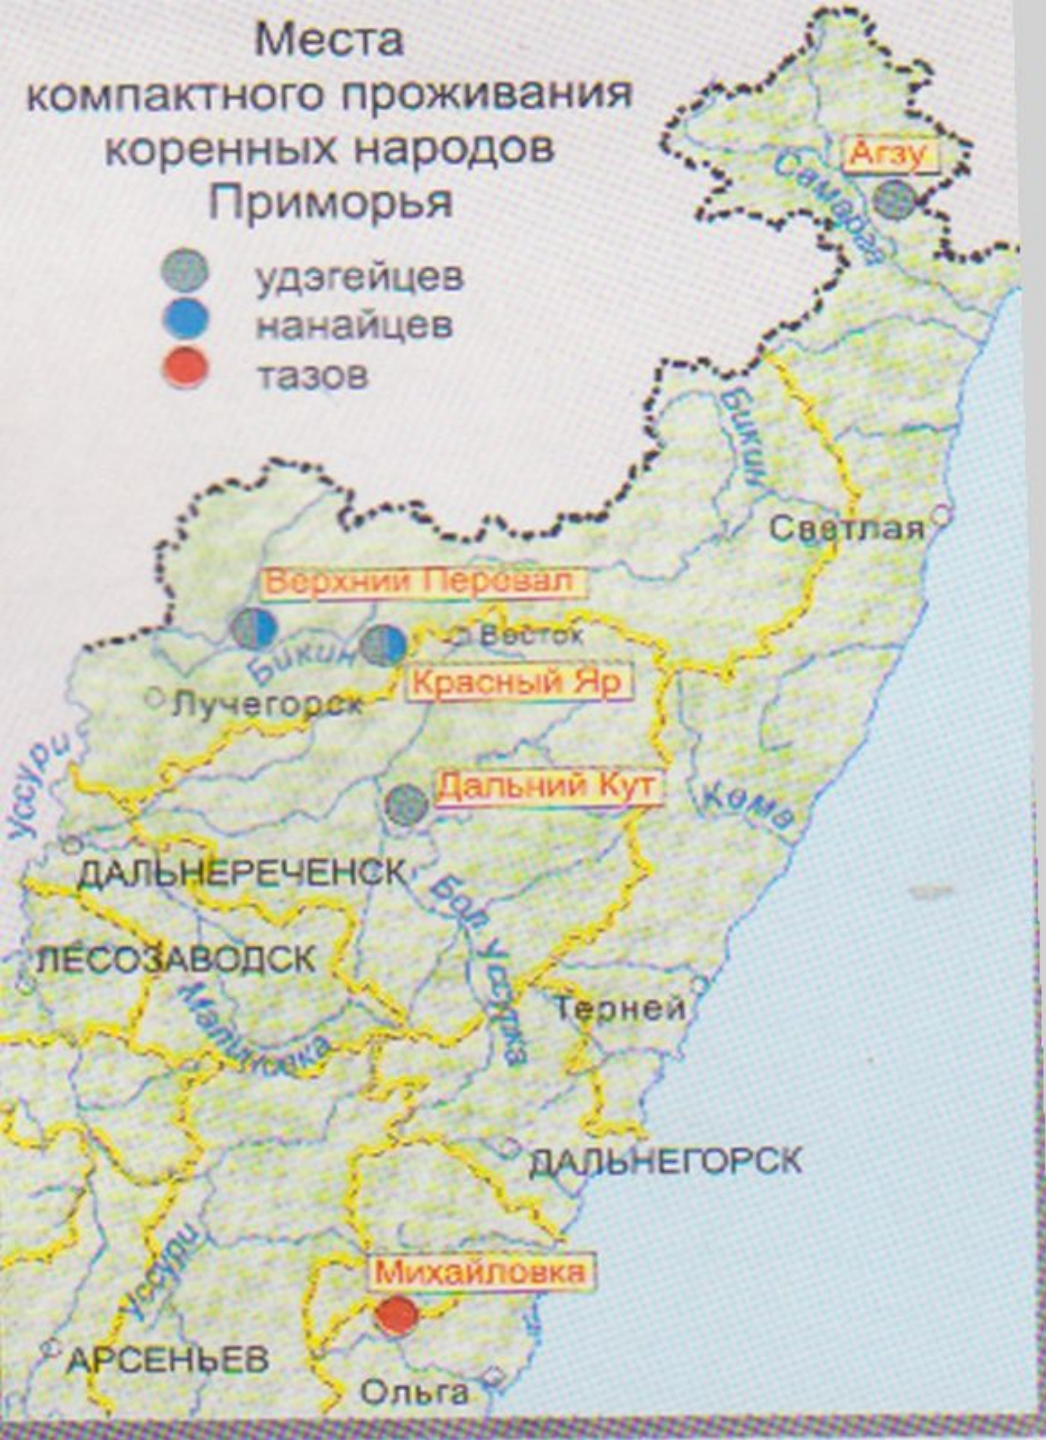 Места
компактного проживания
коренных народов
Приморья
удэгейцев
нанайцев
тазов
Агзу
Самарга
Бикин
Светлая
Верхний Перевал
Бикин
Восток
Красный Яр
Лучегорск
Уссури
Дальний Кут
Кема
ДАЛЬНЕРЕЧЕНСК
Бол. Уссурка
ЛЕСОЗАВОДСК
Терней
Малиновка
ДАЛЬНЕГОРСК
Уссури
Михайловка
АРСЕНЬЕВ
Ольга